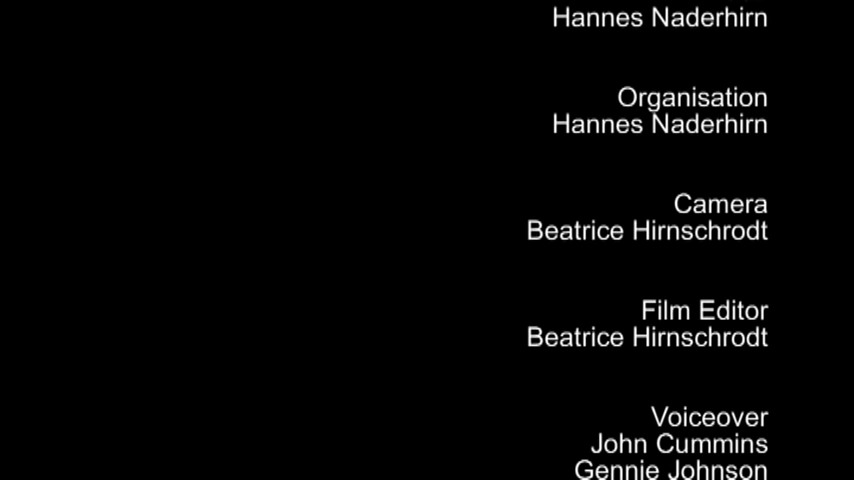 Hannes Naderhirn
Organisation
Hannes Naderhirn
Camera
Beatrice Hirnschrodt
Film Editor
Beatrice Hirnschrodt
Voiceover
John Cummins
Gennie Johnson